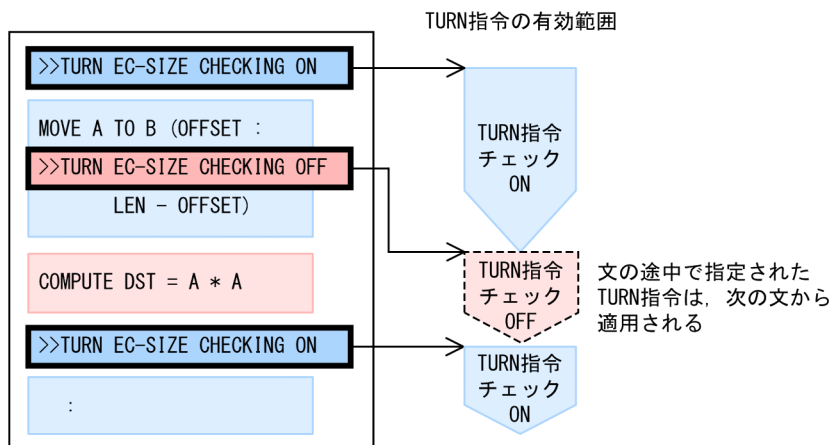 TURN指令の有効範囲
>>TURN EC-SIZE CHECKING ON
MOVE A TO B (OFFSET :
>>TURN EC-SIZE CHECKING OFF
LEN - OFFSET)
COMPUTE DST = A * A
>>TURN EC-SIZE CHECKING ON
:
TURN指令
チェック
ON
TURN指令
チェック
OFF
文の途中で指定された
TURN指令は，次の文から
適用される
TURN指令
チェック
ON